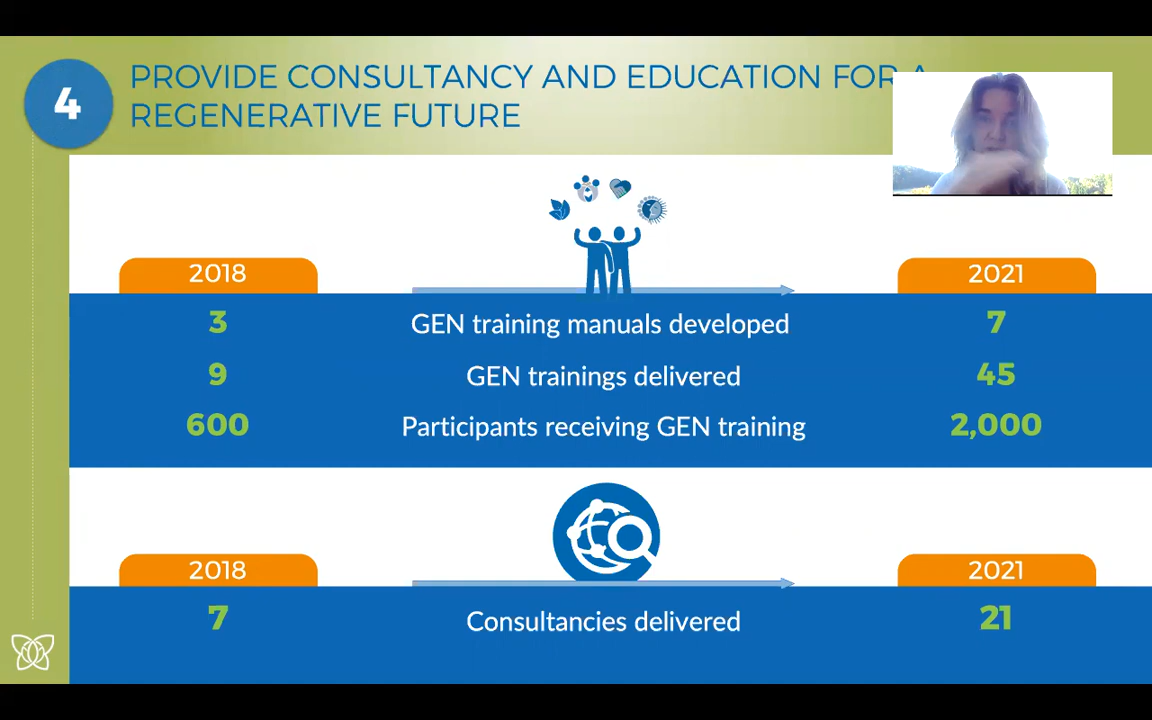 4
PROVIDE CONSULTANCY AND EDUCATION FOR A
REGENERATIVE FUTURE
2018 2021
3 GEN training manuals developed 7
9 GEN trainings delivered 45
600 Participants receiving GEN training 2,000
2018 2021
7 Consultancies delivered 21